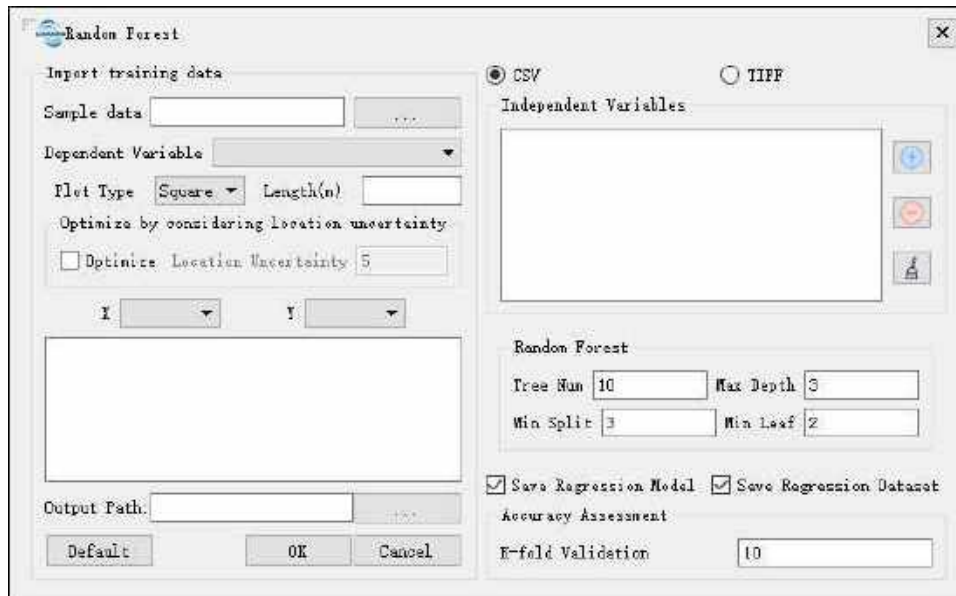 Random Forest
Import training data
Sample data
...
Dependent Variable
Plot Type
Square
Length(m)
Optimize by considering location uncertainty
Optimize
Location Uncertainty
5
X
Y
Output Path:
...
Default
OK
Cancel
CSV
TIFF
Independent Variables
Random Forest
Tree Num
10
Max Depth
3
Min Split
3
Min Leaf
2
Save Regression Model
Save Regression Dataset
Accuracy Assessment
K-fold Validation
10